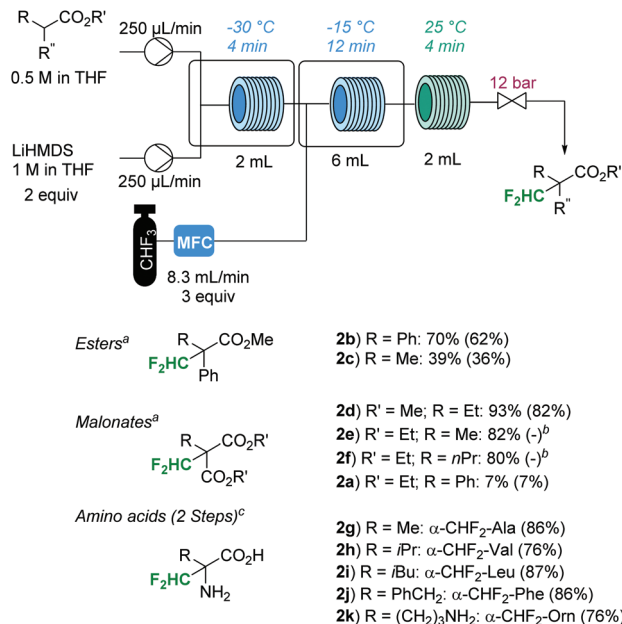 R CO2R'
R"
0.5 M in THF
250 µL/min
-30 °C
4 min
-15 °C
12 min
25 °C
4 min
12 bar
2 mL
6 mL
2 mL
LiHMDS
1 M in THF
2 equiv
250 µL/min
CHF3
MFC
8.3 mL/min
3 equiv
R CO2R'
F2HC
R"
Esters^a
R CO2Me
F2HC
Ph
2b) R = Ph: 70% (62%)
2c) R = Me: 39% (36%)
Malonates^a
R CO2R'
F2HC
CO2R'
2d) R' = Me; R = Et: 93% (82%)
2e) R' = Et; R = Me: 82% (-)^b
2f) R' = Et; R = nPr: 80% (-)^b
2a) R' = Et; R = Ph: 7% (7%)
Amino acids (2 Steps)^c
R CO2H
F2HC
NH2
2g) R = Me: α-CHF2-Ala (86%)
2h) R = iPr: α-CHF2-Val (76%)
2i) R = iBu: α-CHF2-Leu (87%)
2j) R = PhCH2: α-CHF2-Phe (86%)
2k) R = (CH2)3NH2: α-CHF2-Orn (76%)